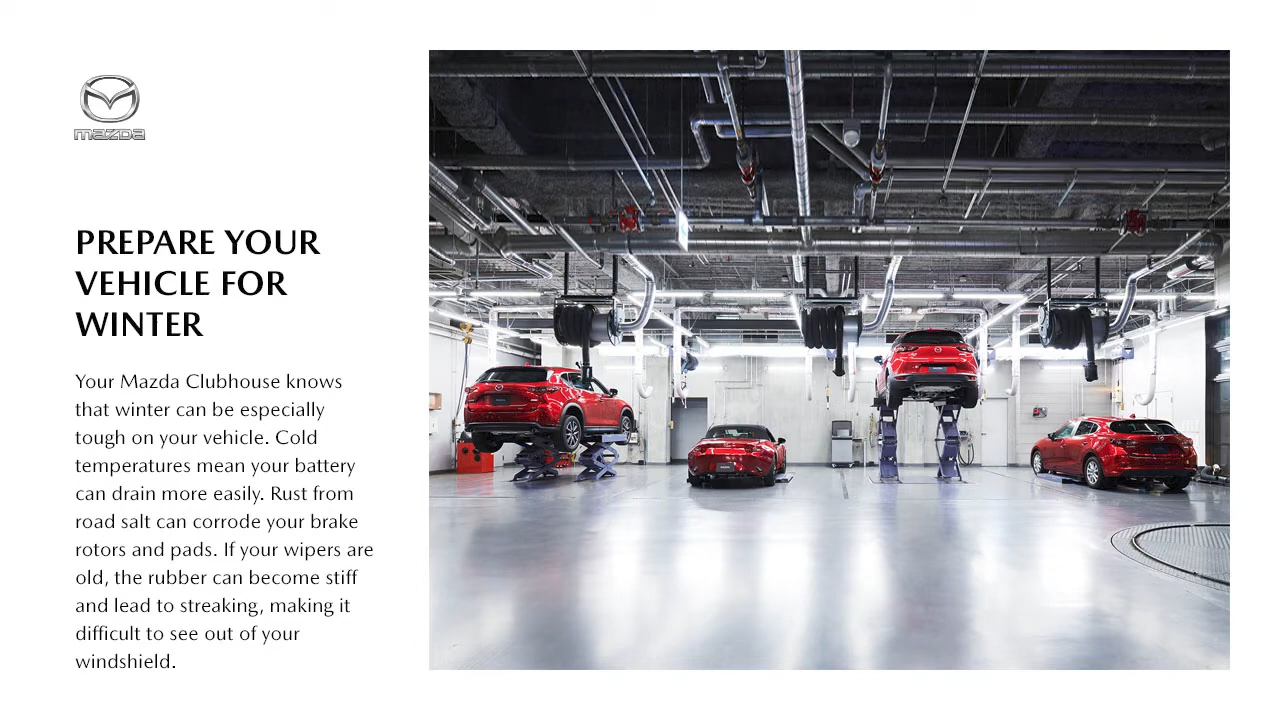 mazda
PREPARE YOUR
VEHICLE FOR
WINTER
Your Mazda Clubhouse knows
that winter can be especially
tough on your vehicle. Cold
temperatures mean your battery
can drain more easily. Rust from
road salt can corrode your brake
rotors and pads. If your wipers are
old, the rubber can become stiff
and lead to streaking, making it
difficult to see out of your
windshield.